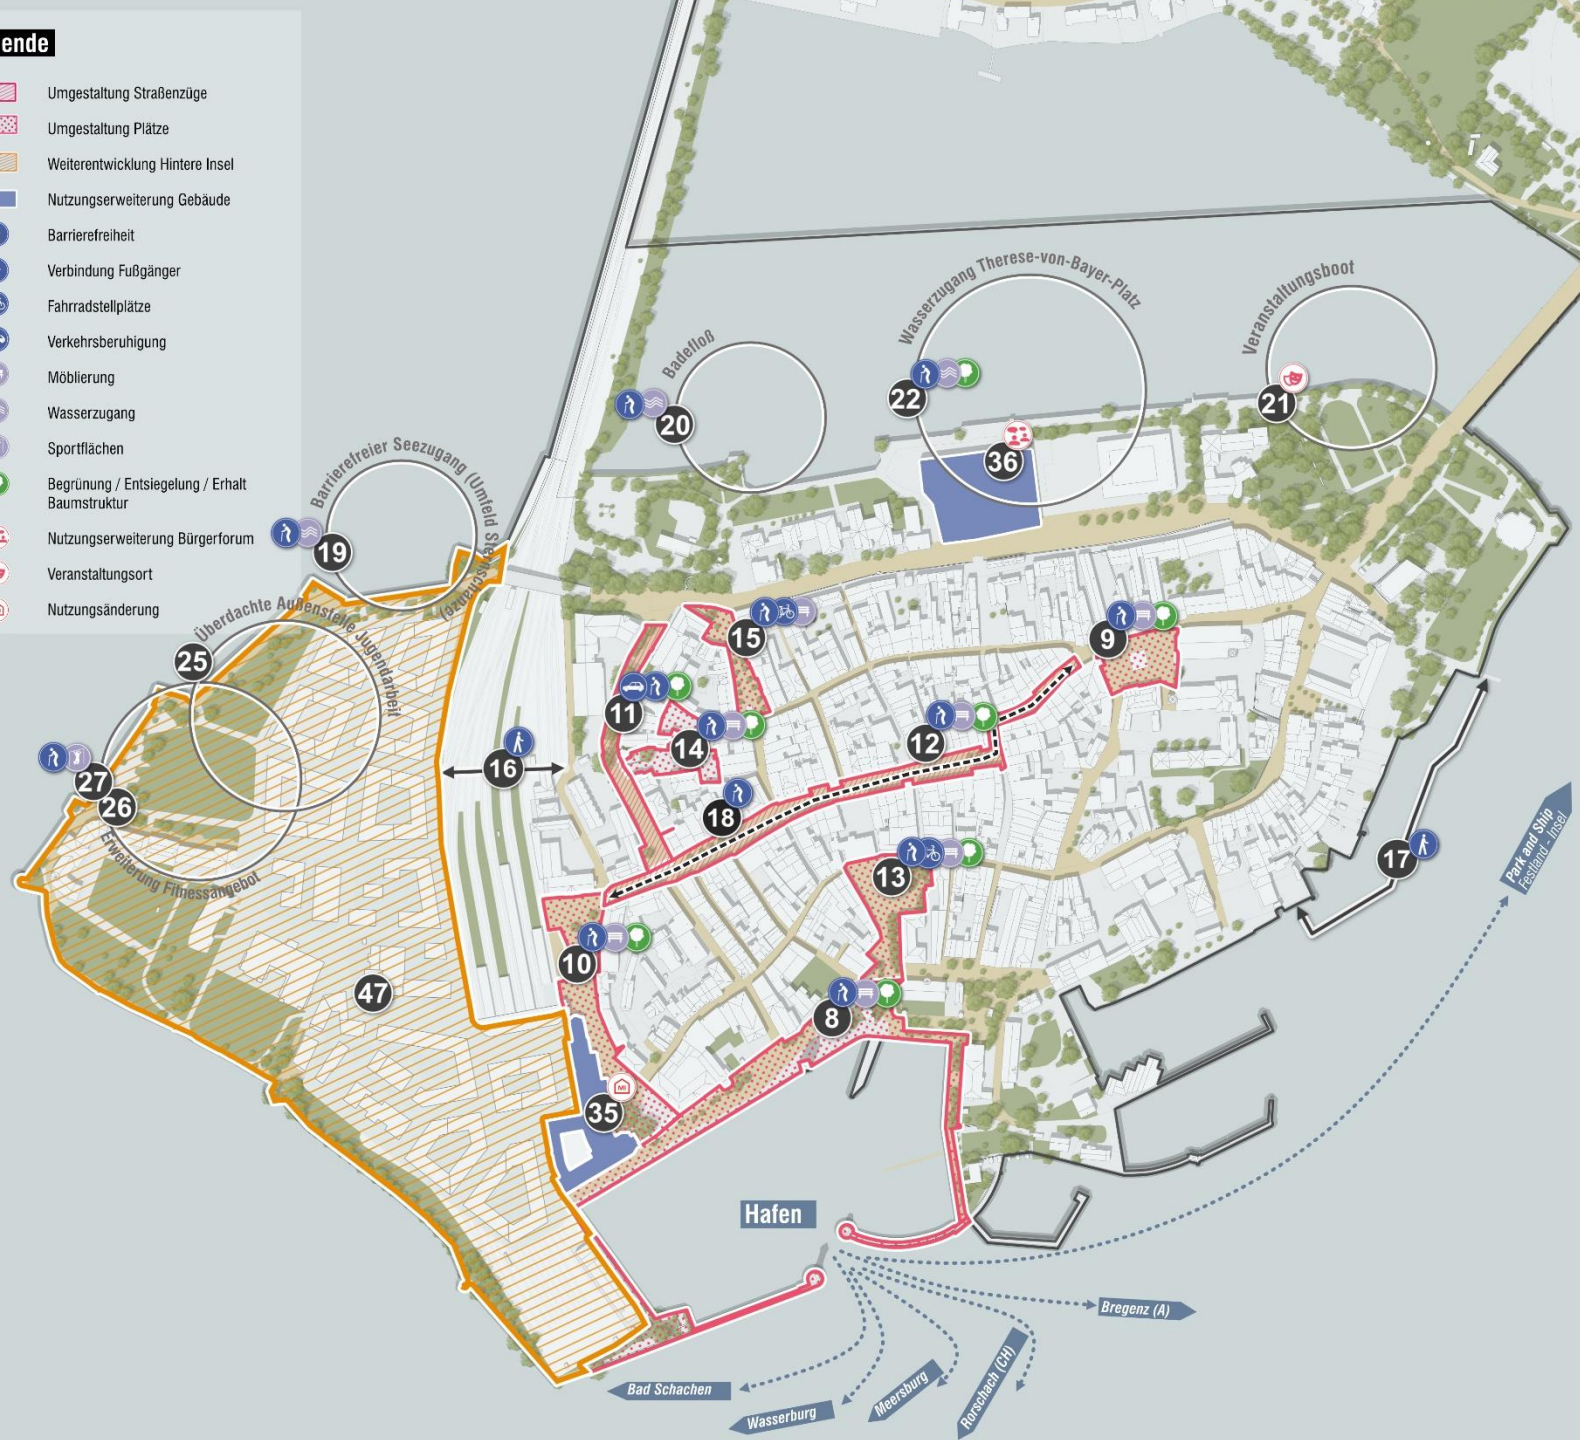 ende
Umgestaltung Straßenzüge
Umgestaltung Plätze
Weiterentwicklung Hintere Insel
Nutzungserweiterung Gebäude
Barrierefreiheit
Verbindung Fußgänger
Fahrradstellplätze
Verkehrsberuhigung
Möblierung
Wasserzugang
Sportflächen
Begrünung / Entsiegelung / Erhalt
Baumstruktur
Nutzungserweiterung Bürgerforum
Veranstaltungsort
Nutzungsänderung
Wasserzugang Therese-von-Bayer-Platz
22
36
Veranstaltungsboot
21
Badefloß
20
Barrierefreier Seezugang (Umfeld Sternschanze)
19
Überdachte Außenstelle Jugendarbeit
25
27
26
Erweiterung Fitnessangebot
15
9
11
14
12
16
18
13
17
10
47
8
35
Park and Ship
Festland - Insel
Hafen
Bregenz (A)
Bad Schachen
Wasserburg
Meersburg
Rorschach (CH)